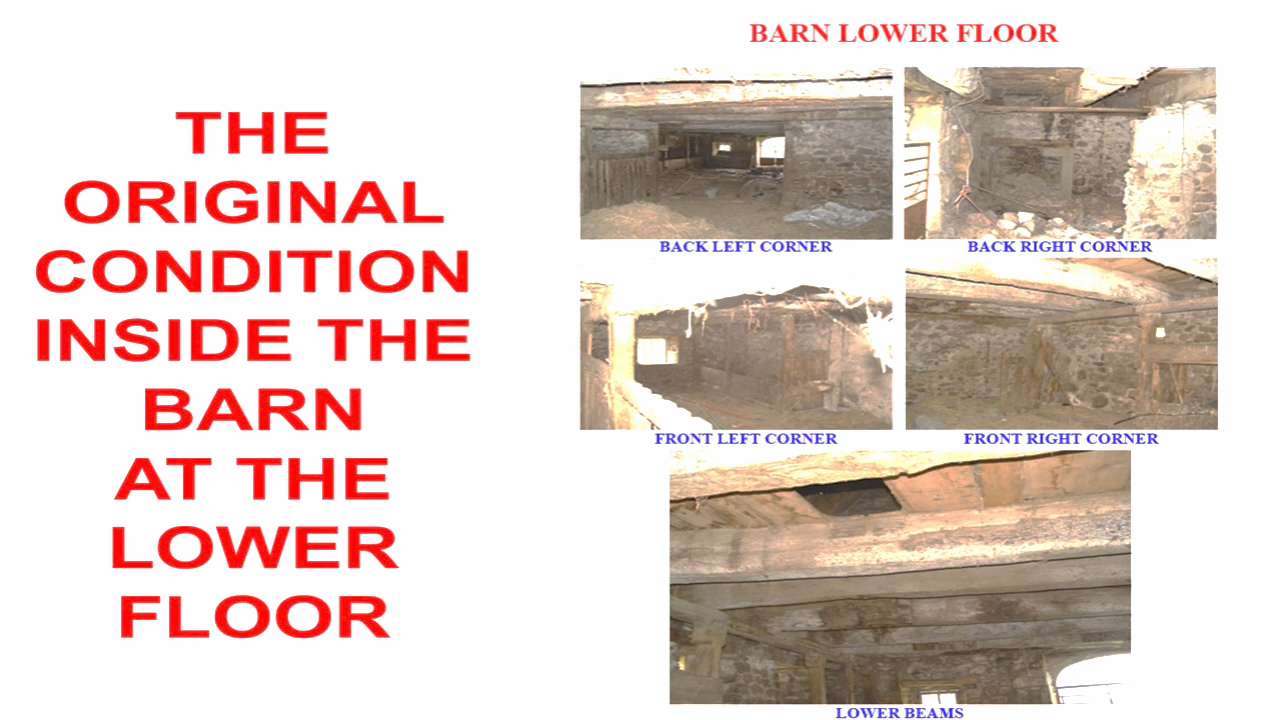 THE
ORIGINAL
CONDITION
INSIDE THE
BARN
AT THE
LOWER
FLOOR
BARN LOWER FLOOR
BACK LEFT CORNER
BACK RIGHT CORNER
FRONT LEFT CORNER
FRONT RIGHT CORNER
LOWER BEAMS